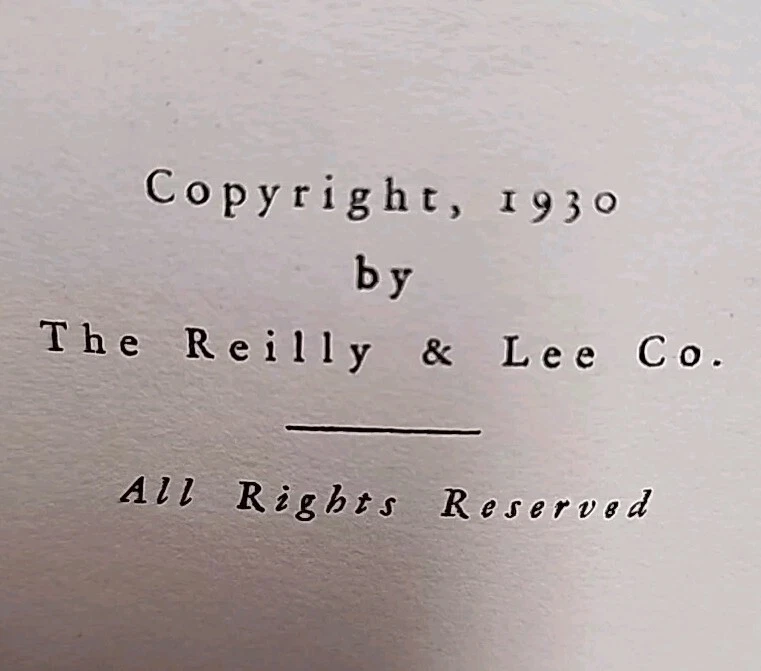 Copyright, 1930
by
The Reilly & Lee Co.
All Rights Reserved